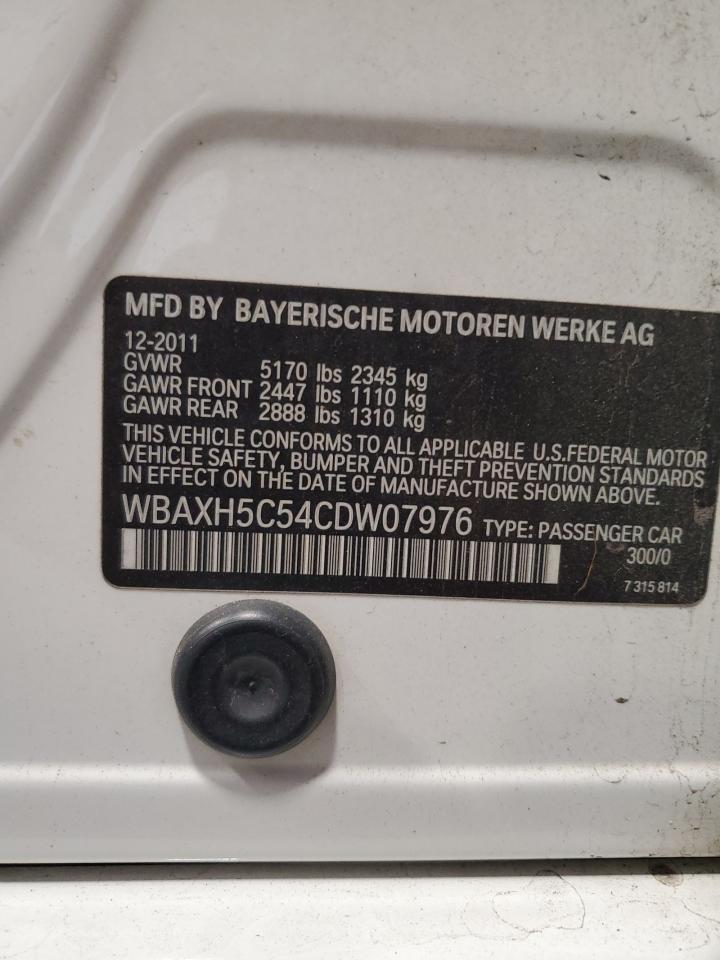 MFD BY BAYERISCHE MOTOREN WERKE AG
12-2011
GVWR 5170 lbs 2345 kg
GAWR FRONT 2447 lbs 1110 kg
GAWR REAR 2888 lbs 1310 kg
THIS VEHICLE CONFORMS TO ALL APPLICABLE U.S.FEDERAL MOTOR
VEHICLE SAFETY, BUMPER AND THEFT PREVENTION STANDARDS
IN EFFECT ON THE DATE OF MANUFACTURE SHOWN ABOVE.
WBAXH5C54CDW07976 TYPE: PASSENGER CAR
300/0
7 315 814